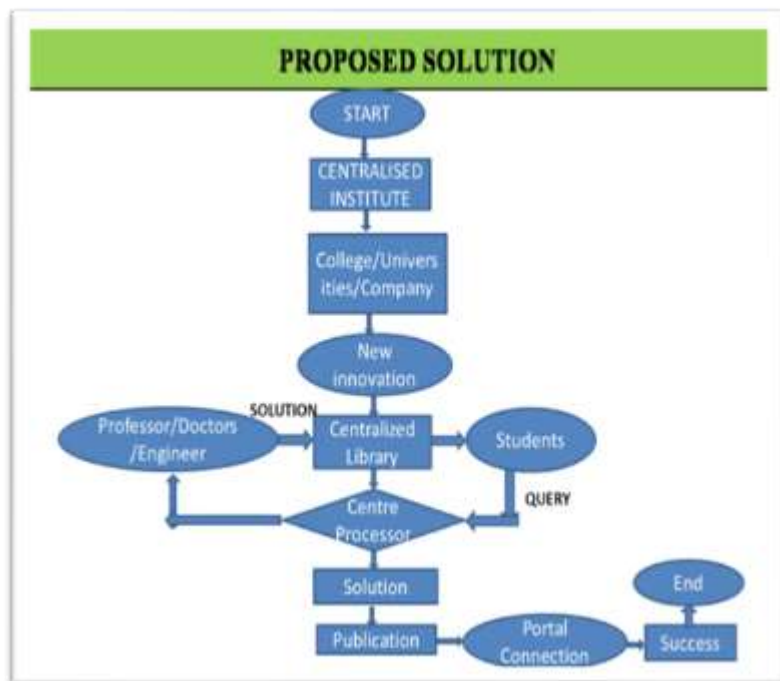 PROPOSED SOLUTION
START
CENTRALISED
INSTITUTE
College/Univers
ities/Company
New
innovation
SOLUTION
Professor/Doctors
/Engineer
Centralized
Library
Students
QUERY
Centre
Processor
Solution
End
Publication
Portal
Connection
Success